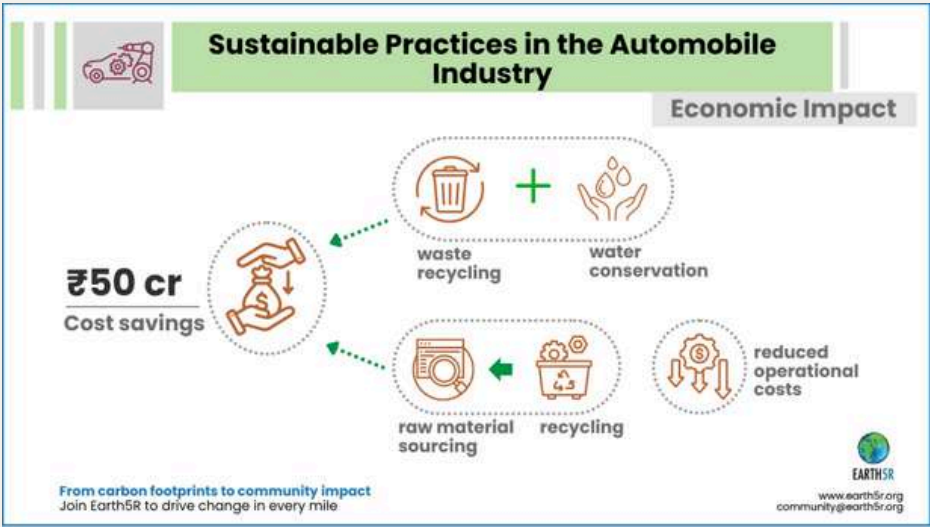 Sustainable Practices in the Automobile
Industry
Economic Impact
waste
recycling
water
conservation
₹50 cr
Cost savings
raw material
sourcing
recycling
reduced
operational
costs
From carbon footprints to community impact
Join Earth5R to drive change in every mile
EARTH5R
www.earth5r.org
community@earth5r.org